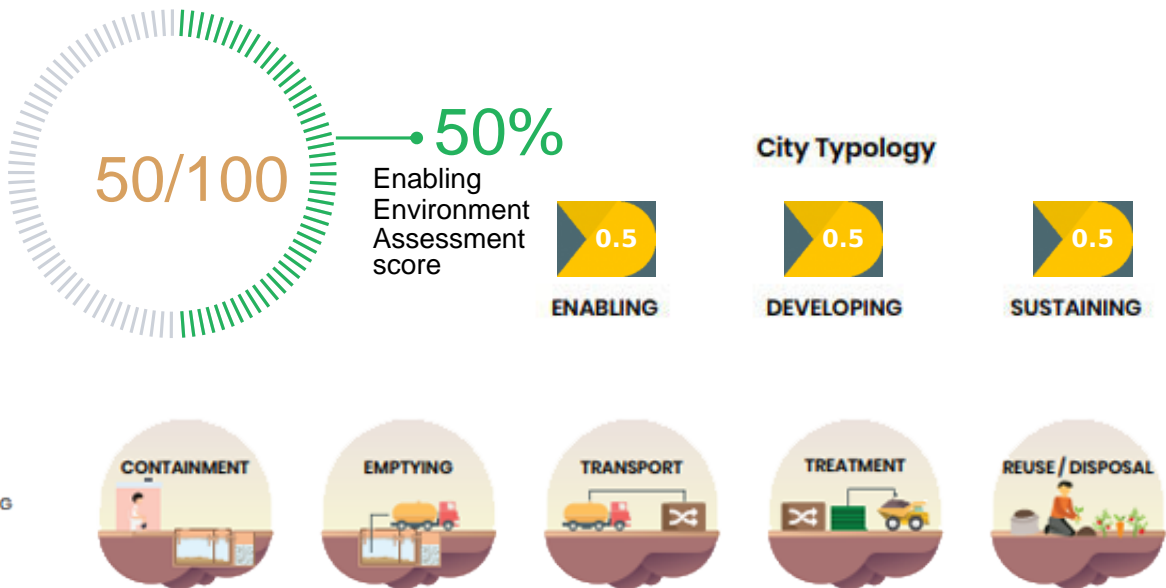 50/100
50%
Enabling
Environment
Assessment
score
City Typology
0.5
0.5
0.5
ENABLING
DEVELOPING
SUSTAINING
CONTAINMENT
EMPTYING
TRANSPORT
TREATMENT
REUSE / DISPOSAL
G